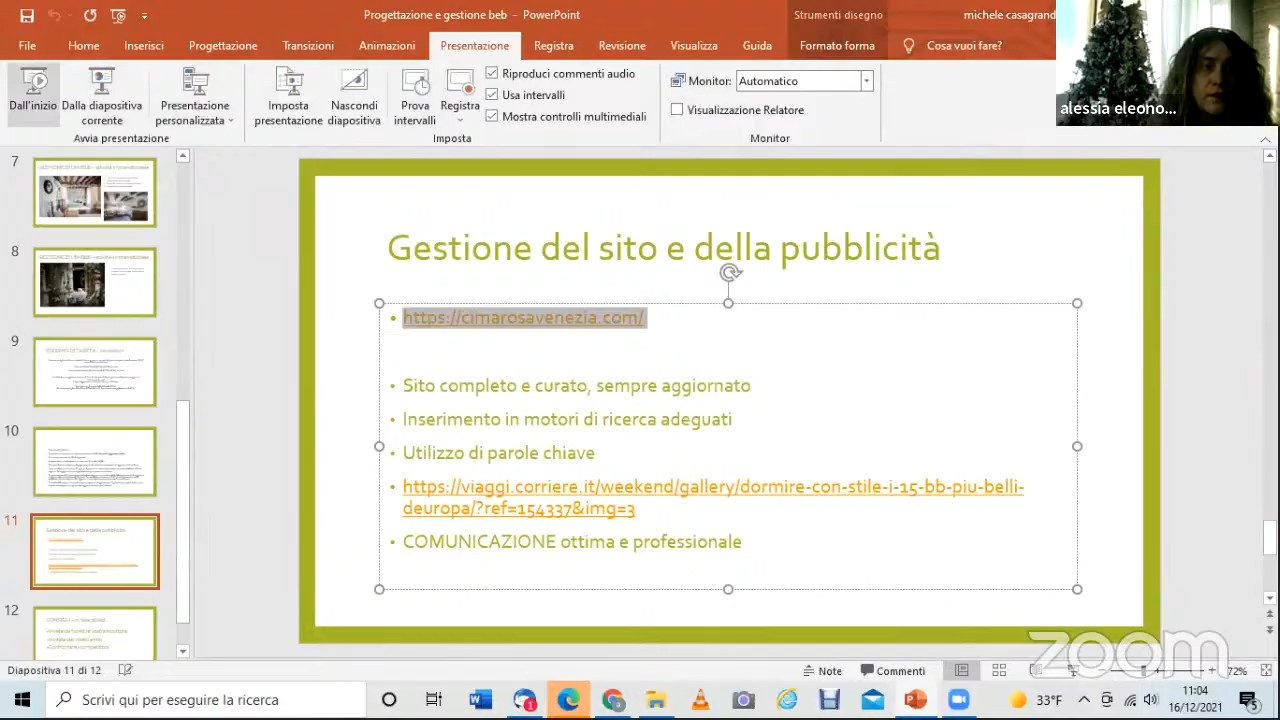 Progettazione e gestione beb - PowerPoint
Strumenti disegno
michele casagrand
File
Home
Inserisci
Progettazione
Transizioni
Animazioni
Presentazione
Registra
Revisione
Visualizza
Guida
Formato forma
Cosa vuoi fare?
alessia eleono...
Dall'inizio
Dalla diapositiva corrente
Presentazione personalizzata
Avvia presentazione
Imposta presentazione
Nascondi diapositiva
Prova intervalli
Registra
Riproduci commenti audio
Usa intervalli
Mostra controlli multimediali
Imposta
Monitor: Automatico
Visualizzazione Relatore
Monitor
7
8
9
10
11
12
Gestione del sito e della pubblicità
• https://cimarosavenezia.com/
• Sito completo e curato, sempre aggiornato
• Inserimento in motori di ricerca adeguati
• Utilizzo di parole chiave
• https://viaggi.corriere.it/weekend/gallery/dormire-con-stile-i-15-bb-piu-belli-
deuropa/?ref=154337&img=3
• COMUNICAZIONE ottima e professionale
zoom
Diapositiva 11 di 12
Note
Commenti
72%
Scrivi qui per eseguire la ricerca
33°F
11:04
16/12/2021